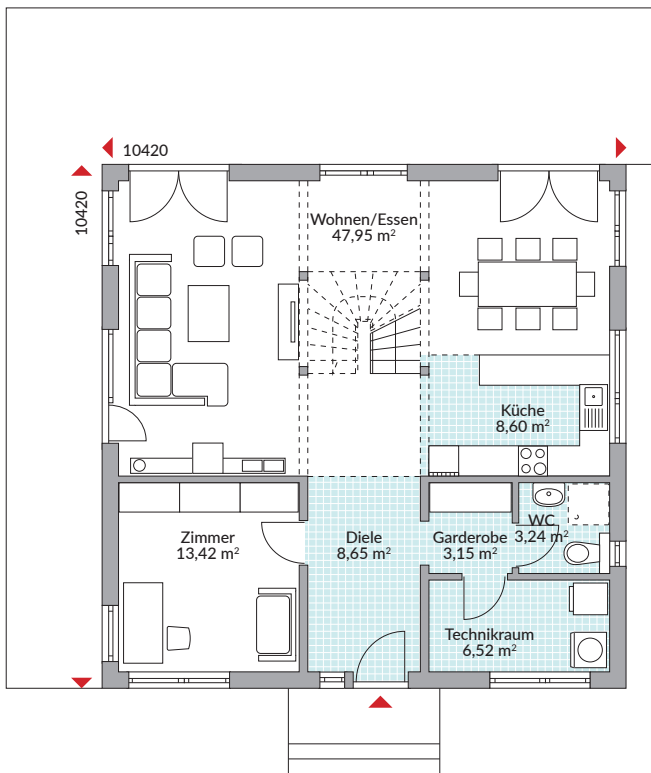 10420
10420
Wohnen/Essen
47,95 m²
Küche
8,60 m²
Zimmer
13,42 m²
Diele
8,65 m²
Garderobe
3,15 m²
WC
3,24 m²
Technikraum
6,52 m²